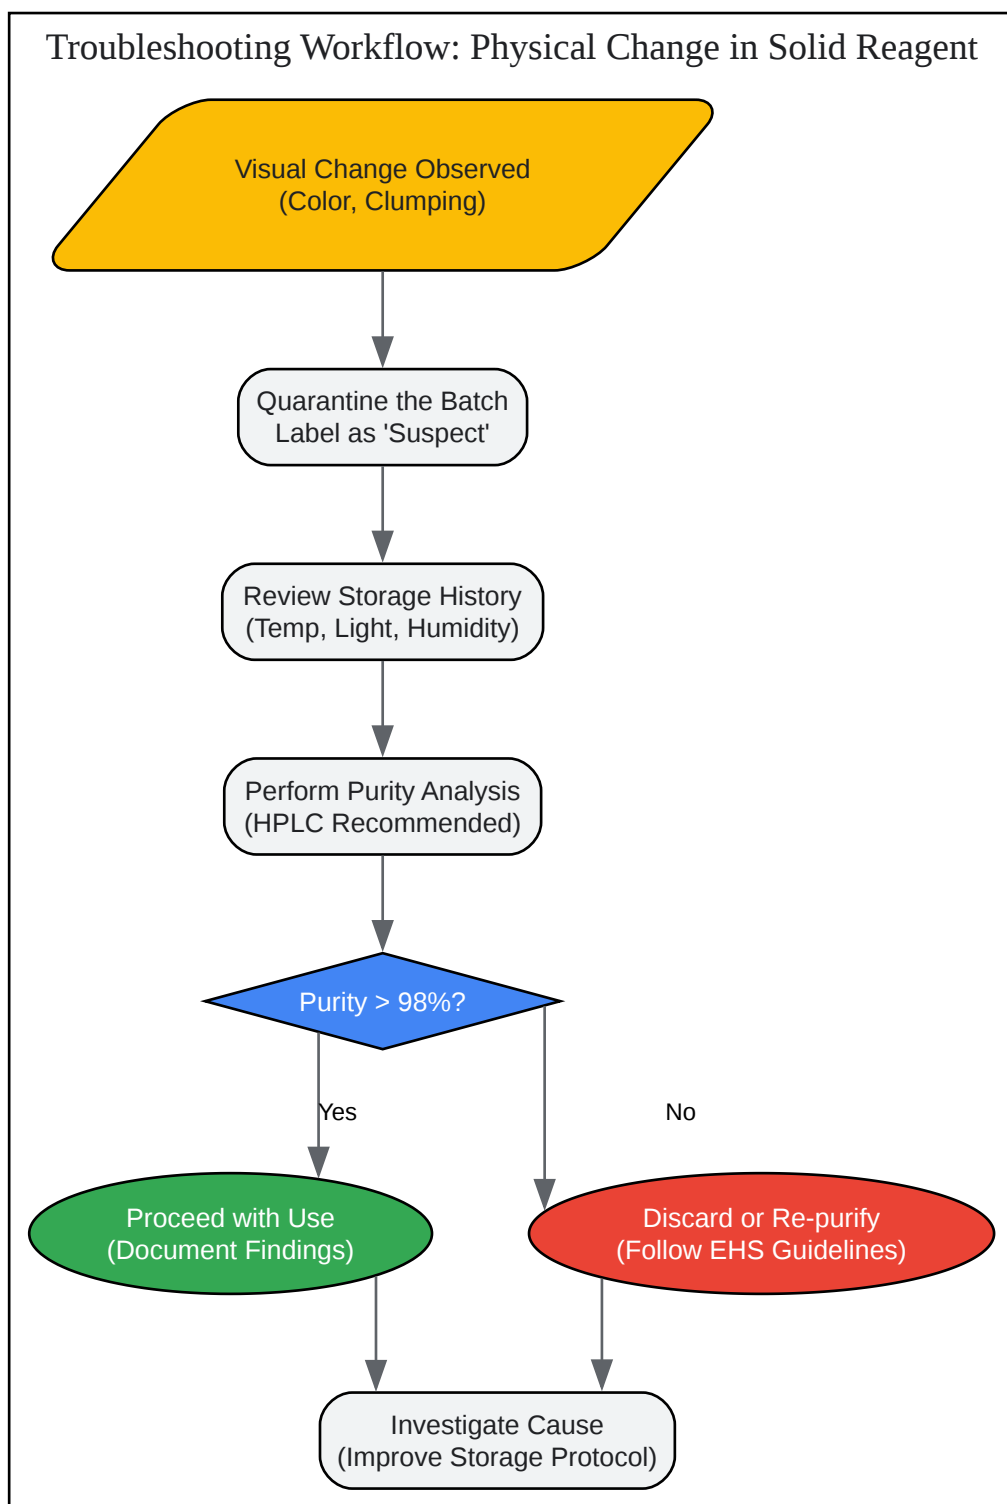 Troubleshooting Workflow: Physical Change in Solid Reagent
Visual Change Observed
(Color, Clumping)
Quarantine the Batch
Label as 'Suspect'
Review Storage History
(Temp, Light, Humidity)
Perform Purity Analysis
(HPLC Recommended)
Purity > 98%?
Yes
No
Proceed with Use
(Document Findings)
Discard or Re-purify
(Follow EHS Guidelines)
Investigate Cause
(Improve Storage Protocol)